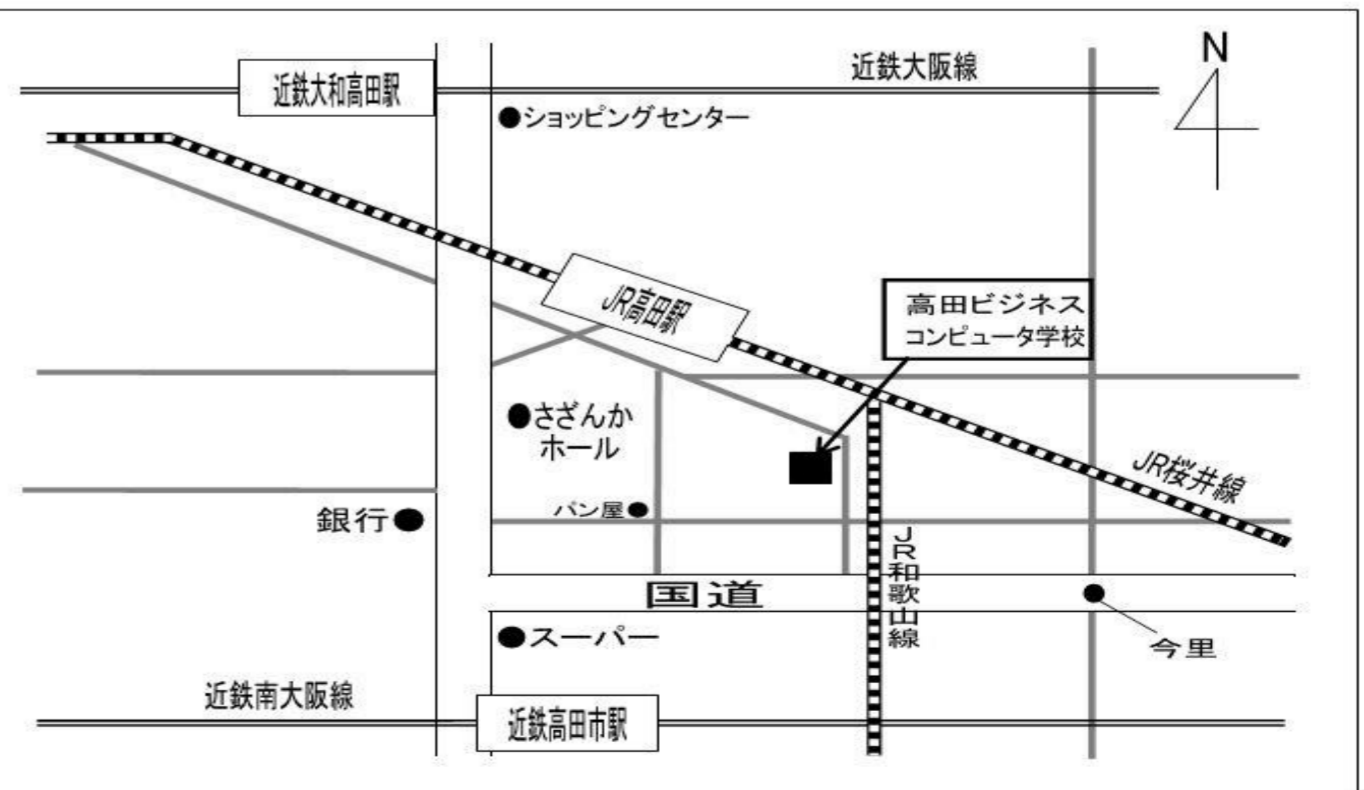 近鉄大阪線
N
近鉄大和高田駅
ショッピングセンター
JR高田駅
高田ビジネス
コンピュータ学校
さざんか
ホール
JR桜井線
パン屋
銀行
JR和歌山線
国道
スーパー
今里
近鉄南大阪線
近鉄高田市駅